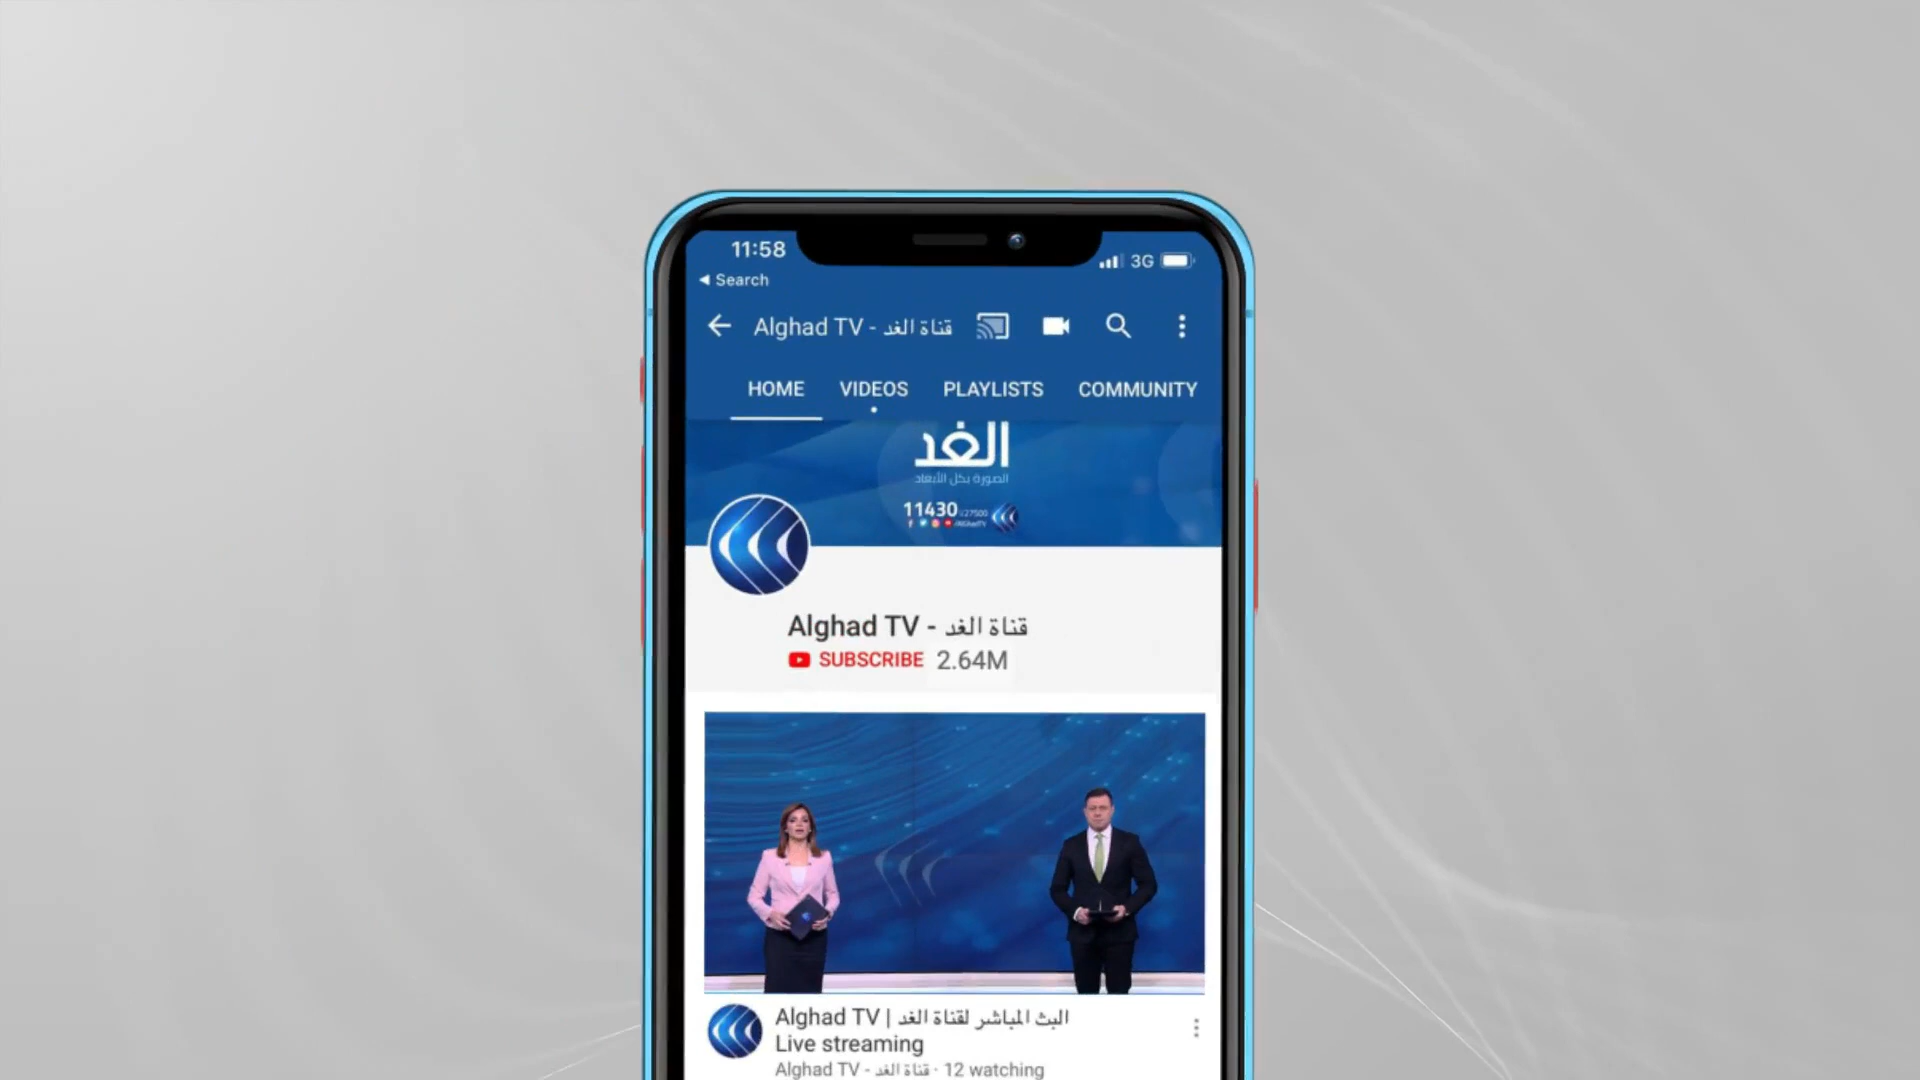 11:58
3G
Search
Alghad TV - قناة الغد
HOME VIDEOS PLAYLISTS COMMUNITY
الغد
الصورة بكل الأبعاد
11430 27500
/AlGhadTV
Alghad TV - قناة الغد
SUBSCRIBE 2.64M
Alghad TV | البث المباشر لقناة الغد
Live streaming
Alghad TV - قناة الغد · 12 watching